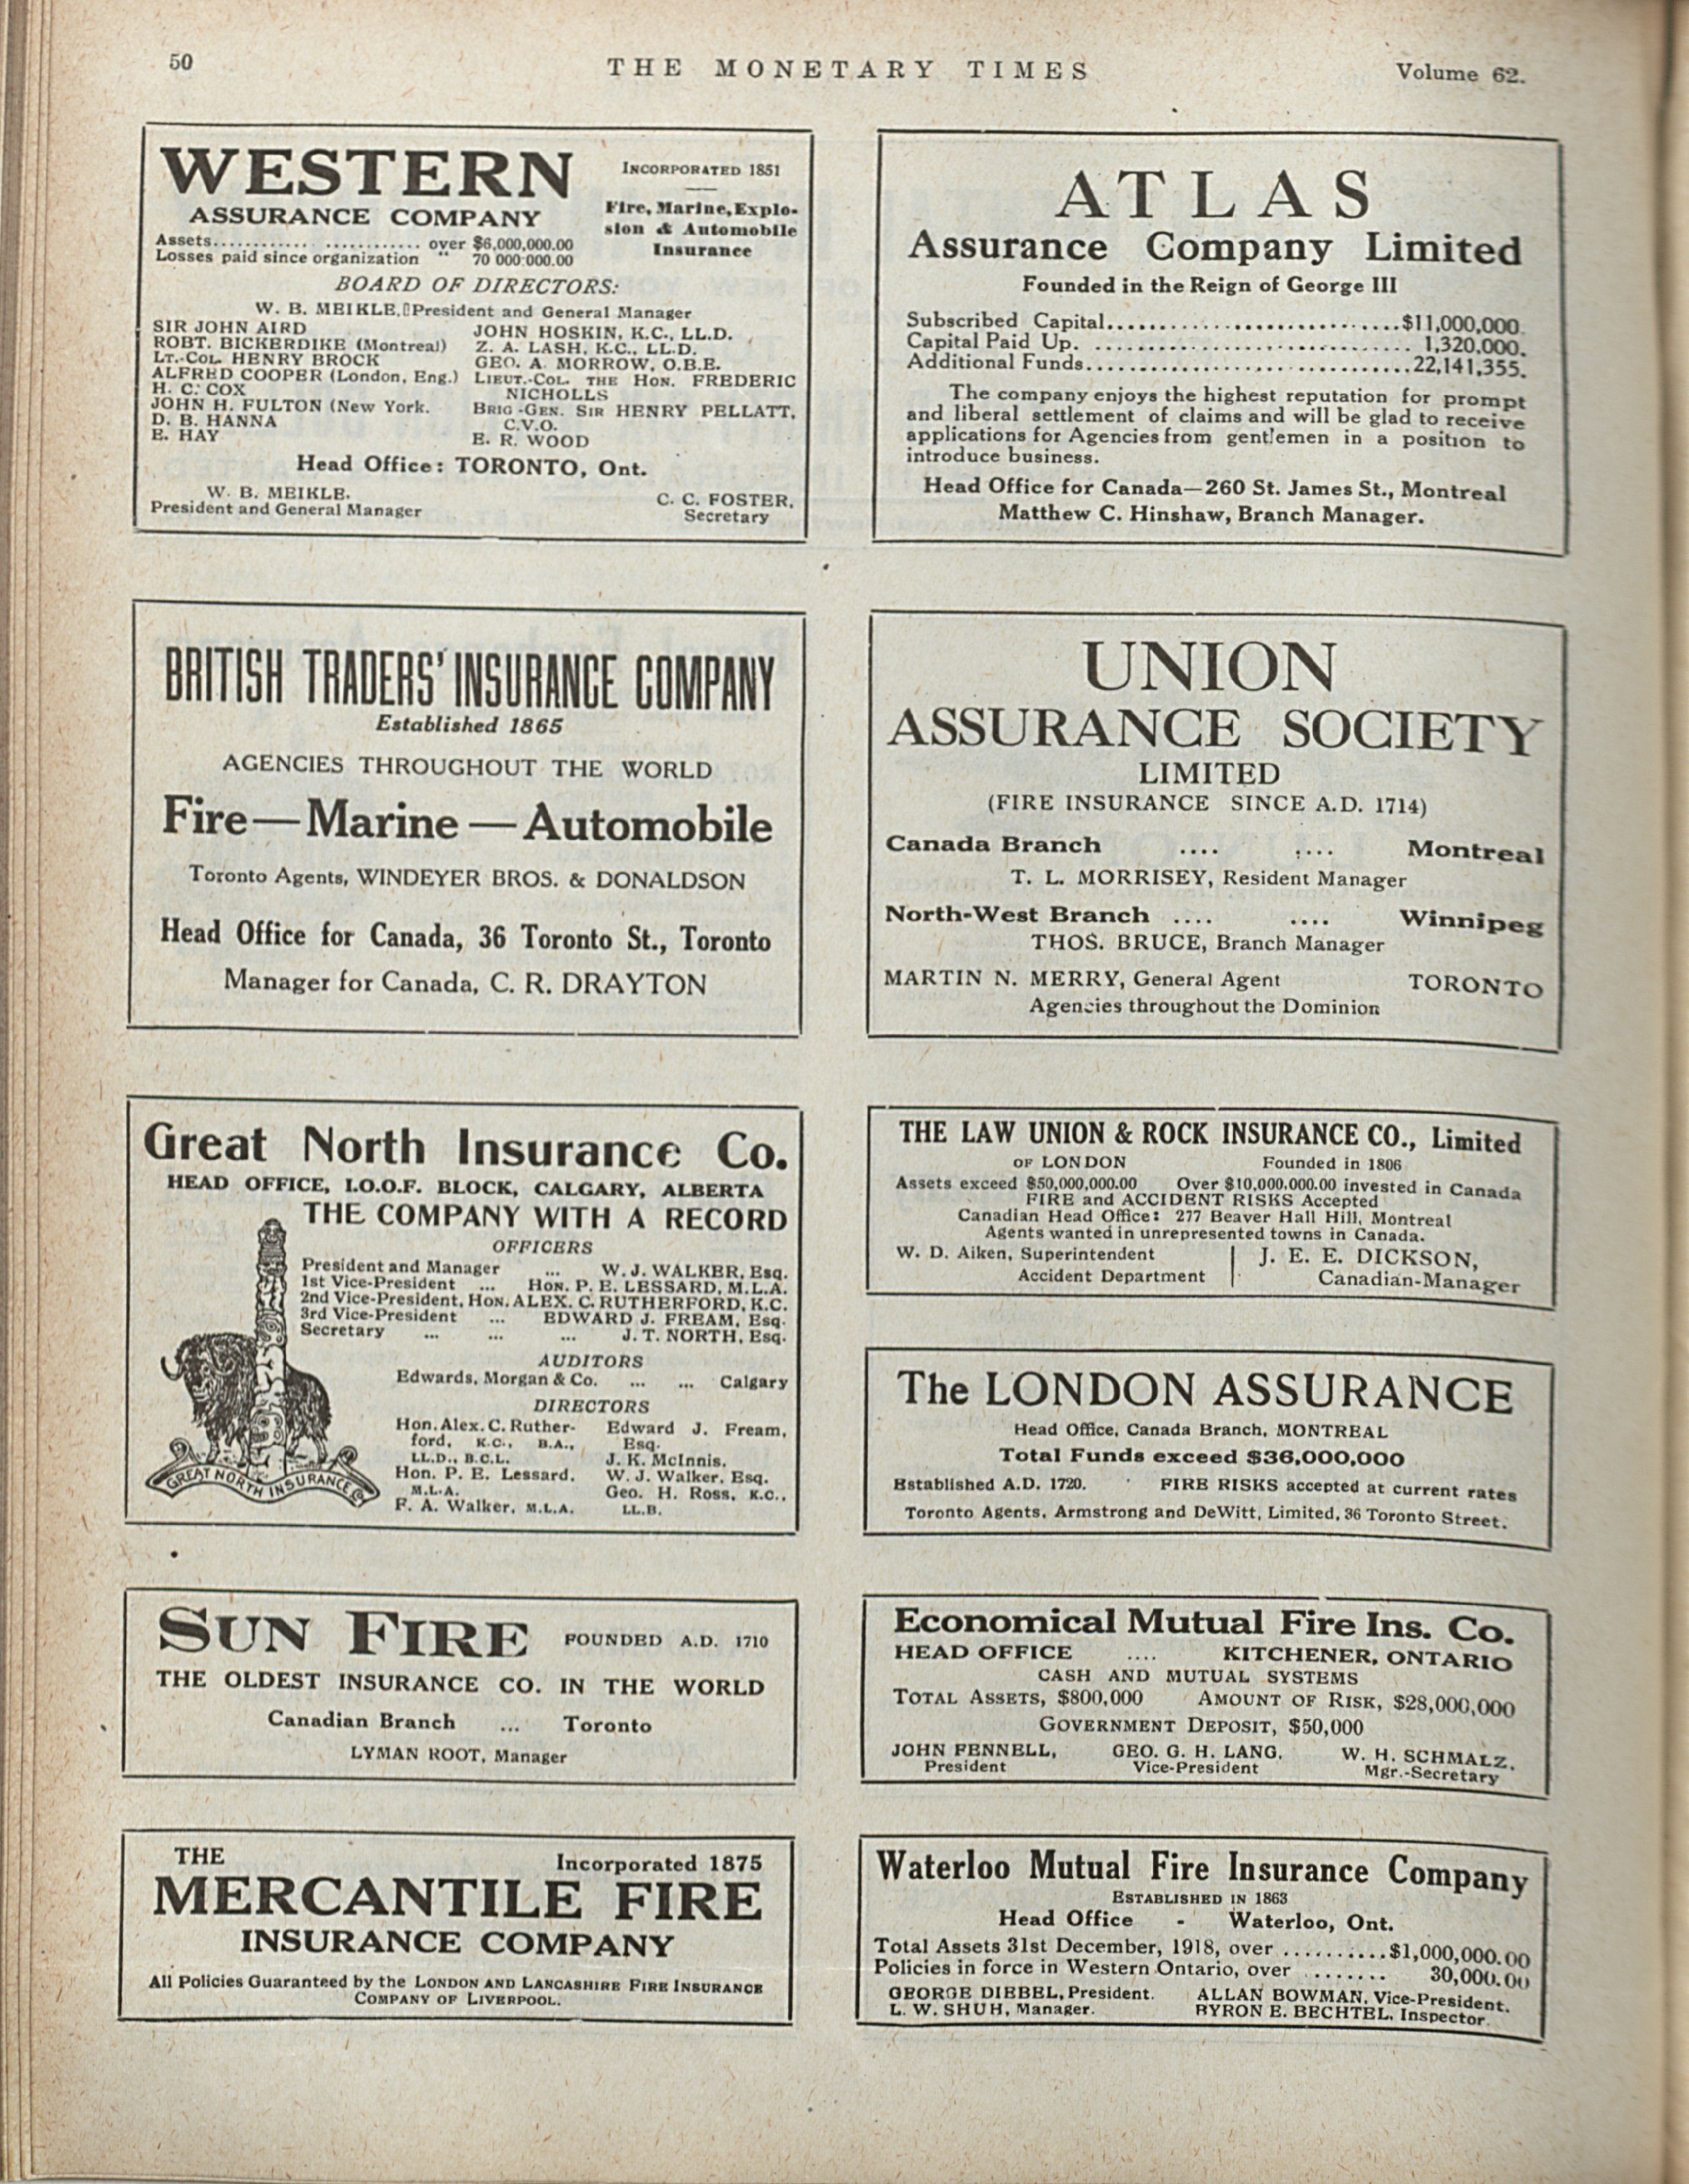 50
THE MONETARY TIMES
Volume 62.
WESTERN
ASSURANCE COMPANY
INCORPORATED 1851
Fire, Marine, Explo-
sion & Automobile
Insurance
Assets............ ............ over $6,000,000.00
Losses paid since organization " 70 000 000.00
BOARD OF DIRECTORS:
W. B. MEIKLE, President and General Manager
SIR JOHN AIRD
ROBT. BICKERDIKE (Montreal)
LT.-COL. HENRY BROCK
ALFRED COOPER (London, Eng.)
H. C. COX
JOHN H. FULTON (New York.
D. B. HANNA
E. HAY
JOHN HOSKIN, K.C., LL.D.
Z. A. LASH, K.C., LL.D.
GEO. A. MORROW, O.B.E.
LIEUT.-COL. THE HON. FREDERIC
NICHOLLS
BRIG-GEN. SIR HENRY PELLATT,
C.V.O.
E. R. WOOD
Head Office: TORONTO, Ont.
W. B. MEIKLE,
President and General Manager
C. C. FOSTER,
Secretary
ATLAS
Assurance Company Limited
Founded in the Reign of George III
Subscribed Capital..............................$11,000,000
Capital Paid Up. ................................ 1,320,000.
Additional Funds.................................22,141,355.
The company enjoys the highest reputation for prompt
and liberal settlement of claims and will be glad to receive
applications for Agencies from gentlemen in a position to
introduce business.
Head Office for Canada—260 St. James St., Montreal
Matthew C. Hinshaw, Branch Manager.
BRITISH TRADERS' INSURANCE COMPANY
Established 1865
AGENCIES THROUGHOUT THE WORLD
Fire—Marine—Automobile
Toronto Agents, WINDEYER BROS. & DONALDSON
Head Office for Canada, 36 Toronto St., Toronto
Manager for Canada, C. R. DRAYTON
UNION
ASSURANCE SOCIETY
LIMITED
(FIRE INSURANCE SINCE A.D. 1714)
Canada Branch .... .... Montreal
T. L. MORRISEY, Resident Manager
North-West Branch .... .... Winnipeg
THOS. BRUCE, Branch Manager
MARTIN N. MERRY, General Agent TORONTO
Agencies throughout the Dominion
Great North Insurance Co.
HEAD OFFICE, I.O.O.F. BLOCK, CALGARY, ALBERTA
THE COMPANY WITH A RECORD
OFFICERS
President and Manager ... W. J. WALKER, Esq.
1st Vice-President ... HON. P. E. LESSARD, M.L.A.
2nd Vice-President, HON. ALEX. C. RUTHERFORD, K.C.
3rd Vice-President ... EDWARD J. FREAM, Esq.
Secretary ... ... ... J. T. NORTH, Esq.
AUDITORS
Edwards, Morgan & Co. ... ... Calgary
DIRECTORS
Hon. Alex. C. Ruther-
ford, K.C., B.A.,
LL.D., B.C.L.
Hon. P. E. Lessard,
M.L.A.
F. A. Walker, M.L.A.
Edward J. Fream,
Esq.
J. K. McInnis,
W. J. Walker, Esq.
Geo. H. Ross, K.C.,
LL.B.
GREAT NORTH INSURANCE Co
THE LAW UNION & ROCK INSURANCE CO., Limited
OF LONDON Founded in 1806
Assets exceed $50,000,000.00 Over $10,000,000.00 invested in Canada
FIRE and ACCIDENT RISKS Accepted
Canadian Head Office: 277 Beaver Hall Hill, Montreal
Agents wanted in unrepresented towns in Canada.
W. D. Aiken, Superintendent
Accident Department
J. E. E. DICKSON,
Canadian-Manager
The LONDON ASSURANCE
Head Office, Canada Branch, MONTREAL
Total Funds exceed $36,000,000
Established A.D. 1720. FIRE RISKS accepted at current rates
Toronto Agents, Armstrong and DeWitt, Limited, 36 Toronto Street.
SUN FIRE FOUNDED A.D. 1710
THE OLDEST INSURANCE CO. IN THE WORLD
Canadian Branch ... Toronto
LYMAN ROOT, Manager
Economical Mutual Fire Ins. Co.
HEAD OFFICE .... KITCHENER, ONTARIO
CASH AND MUTUAL SYSTEMS
TOTAL ASSETS, $800,000 AMOUNT OF RISK, $28,000,000
GOVERNMENT DEPOSIT, $50,000
JOHN FENNELL, GEO. G. H. LANG, W. H. SCHMALZ,
President Vice-President Mgr.-Secretary
THE
Incorporated 1875
MERCANTILE FIRE
INSURANCE COMPANY
All Policies Guaranteed by the LONDON AND LANCASHIRE FIRE INSURANCE
COMPANY OF LIVERPOOL.
Waterloo Mutual Fire Insurance Company
ESTABLISHED IN 1863
Head Office - Waterloo, Ont.
Total Assets 31st December, 1918, over ..........$1,000,000.00
Policies in force in Western Ontario, over ....... 30,000.00
GEORGE DIEBEL, President. ALLAN BOWMAN, Vice-President.
L. W. SHUH, Manager. BYRON E. BECHTEL, Inspector.